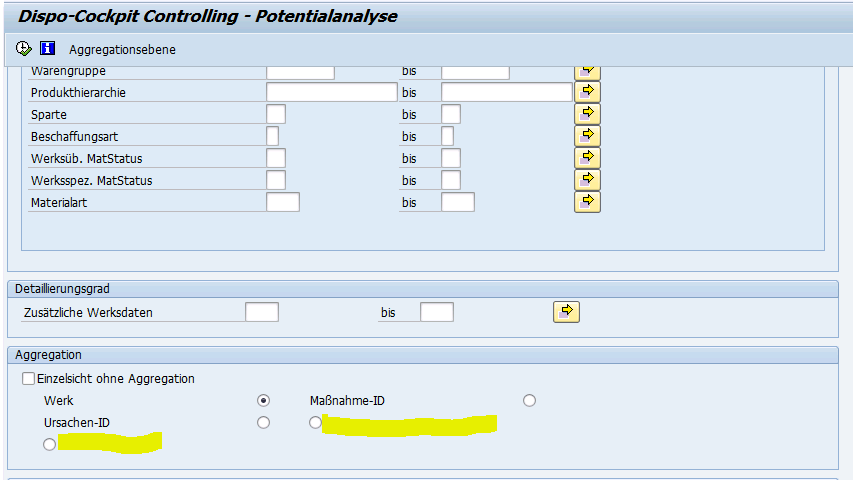 Dispo-Cockpit Controlling - Potentialanalyse
Aggregationsebene
Warengruppe bis
Produkthierarchie bis
Sparte bis
Beschaffungsart bis
Werksüb. MatStatus bis
Werksspez. MatStatus bis
Materialart bis
Detaillierungsgrad
Zusätzliche Werksdaten bis
Aggregation
Einzelsicht ohne Aggregation
Werk Maßnahme-ID
Ursachen-ID